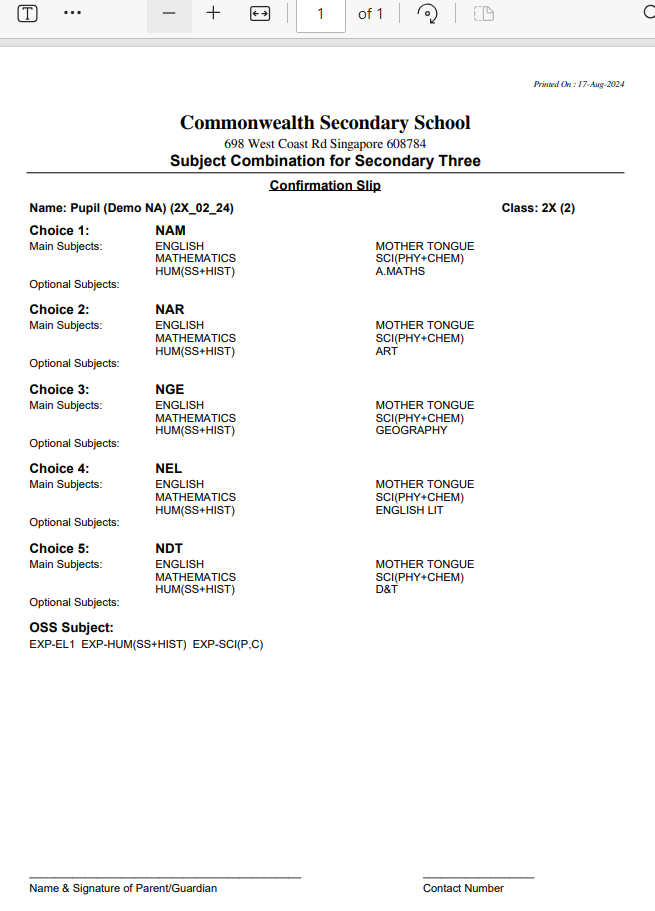 1 of 1
Printed On : 17-Aug-2024
Commonwealth Secondary School
698 West Coast Rd Singapore 608784
Subject Combination for Secondary Three
Confirmation Slip
Name: Pupil (Demo NA) (2X_02_24) Class: 2X (2)
Choice 1: NAM
Main Subjects: ENGLISH MOTHER TONGUE
MATHEMATICS SCI(PHY+CHEM)
HUM(SS+HIST) A.MATHS
Optional Subjects:
Choice 2: NAR
Main Subjects: ENGLISH MOTHER TONGUE
MATHEMATICS SCI(PHY+CHEM)
HUM(SS+HIST) ART
Optional Subjects:
Choice 3: NGE
Main Subjects: ENGLISH MOTHER TONGUE
MATHEMATICS SCI(PHY+CHEM)
HUM(SS+HIST) GEOGRAPHY
Optional Subjects:
Choice 4: NEL
Main Subjects: ENGLISH MOTHER TONGUE
MATHEMATICS SCI(PHY+CHEM)
HUM(SS+HIST) ENGLISH LIT
Optional Subjects:
Choice 5: NDT
Main Subjects: ENGLISH MOTHER TONGUE
MATHEMATICS SCI(PHY+CHEM)
HUM(SS+HIST) D&T
Optional Subjects:
OSS Subject:
EXP-EL1 EXP-HUM(SS+HIST) EXP-SCI(P,C)
Name & Signature of Parent/Guardian Contact Number